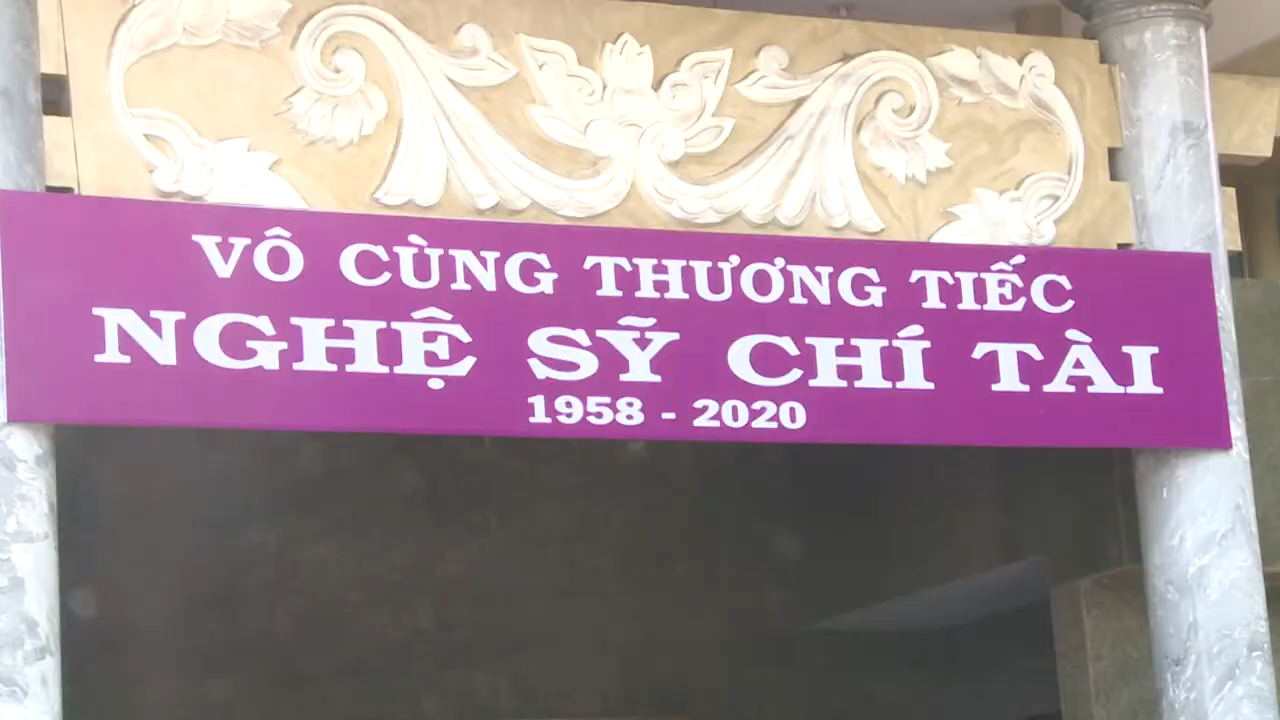 VÔ CÙNG THƯƠNG TIẾC
NGHỆ SỸ CHÍ TÀI
1958 - 2020